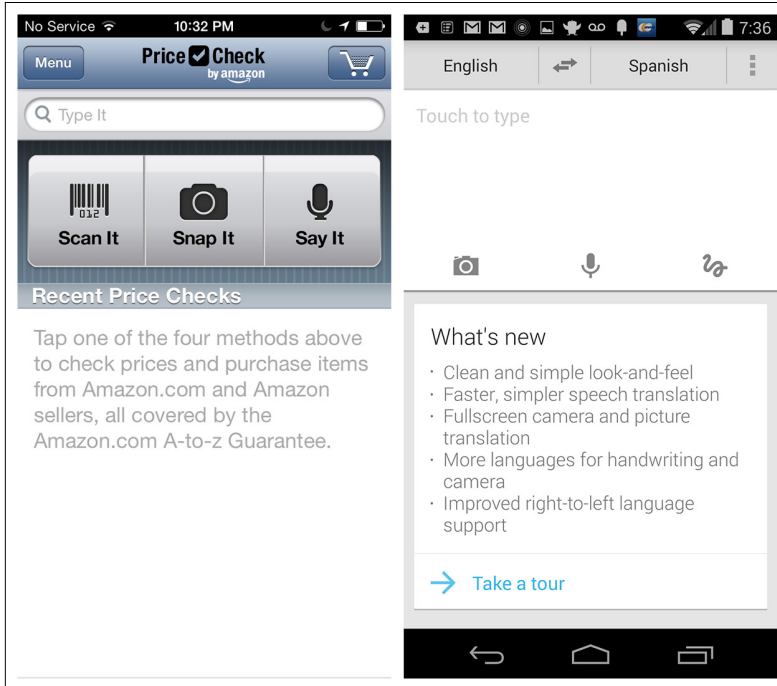 No Service 10:32 PM
Menu
Price Check
by amazon
Type It
012
Scan It Snap It Say It
Recent Price Checks
Tap one of the four methods above
to check prices and purchase items
from Amazon.com and Amazon
sellers, all covered by the
Amazon.com A-to-z Guarantee.
7:36
English Spanish
Touch to type
What's new
· Clean and simple look-and-feel
· Faster, simpler speech translation
· Fullscreen camera and picture
translation
· More languages for handwriting and
camera
· Improved right-to-left language
support
Take a tour